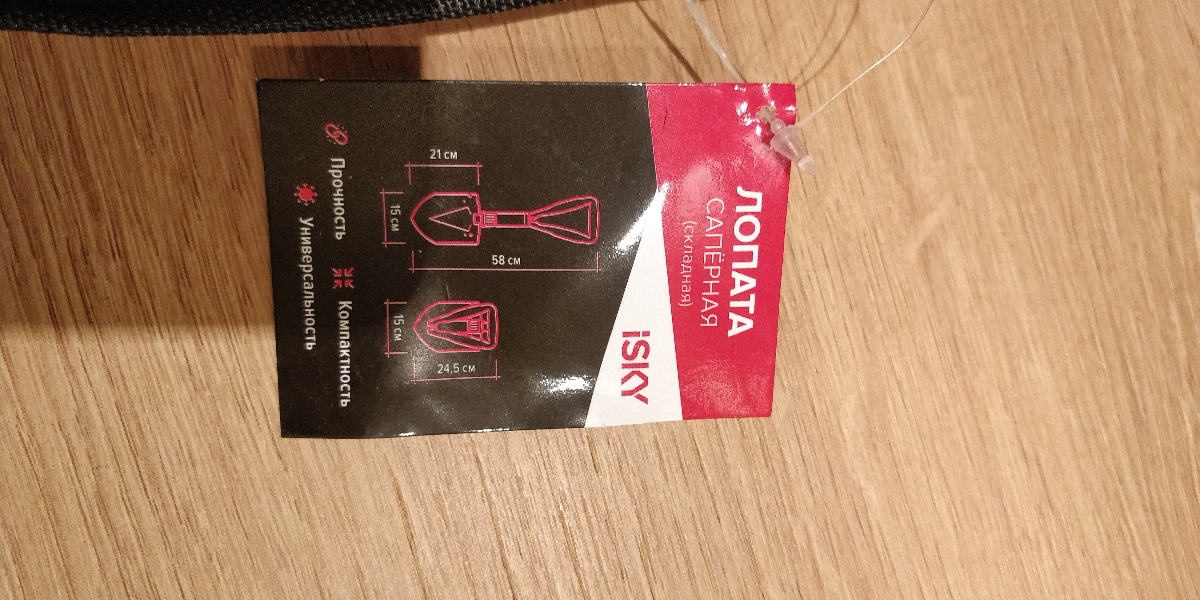 ЛОПАТА
САПЁРНАЯ
(складная)
iSKY
21 см
15 см
58 см
15 см
24,5 см
Прочность
Компактность
Универсальность